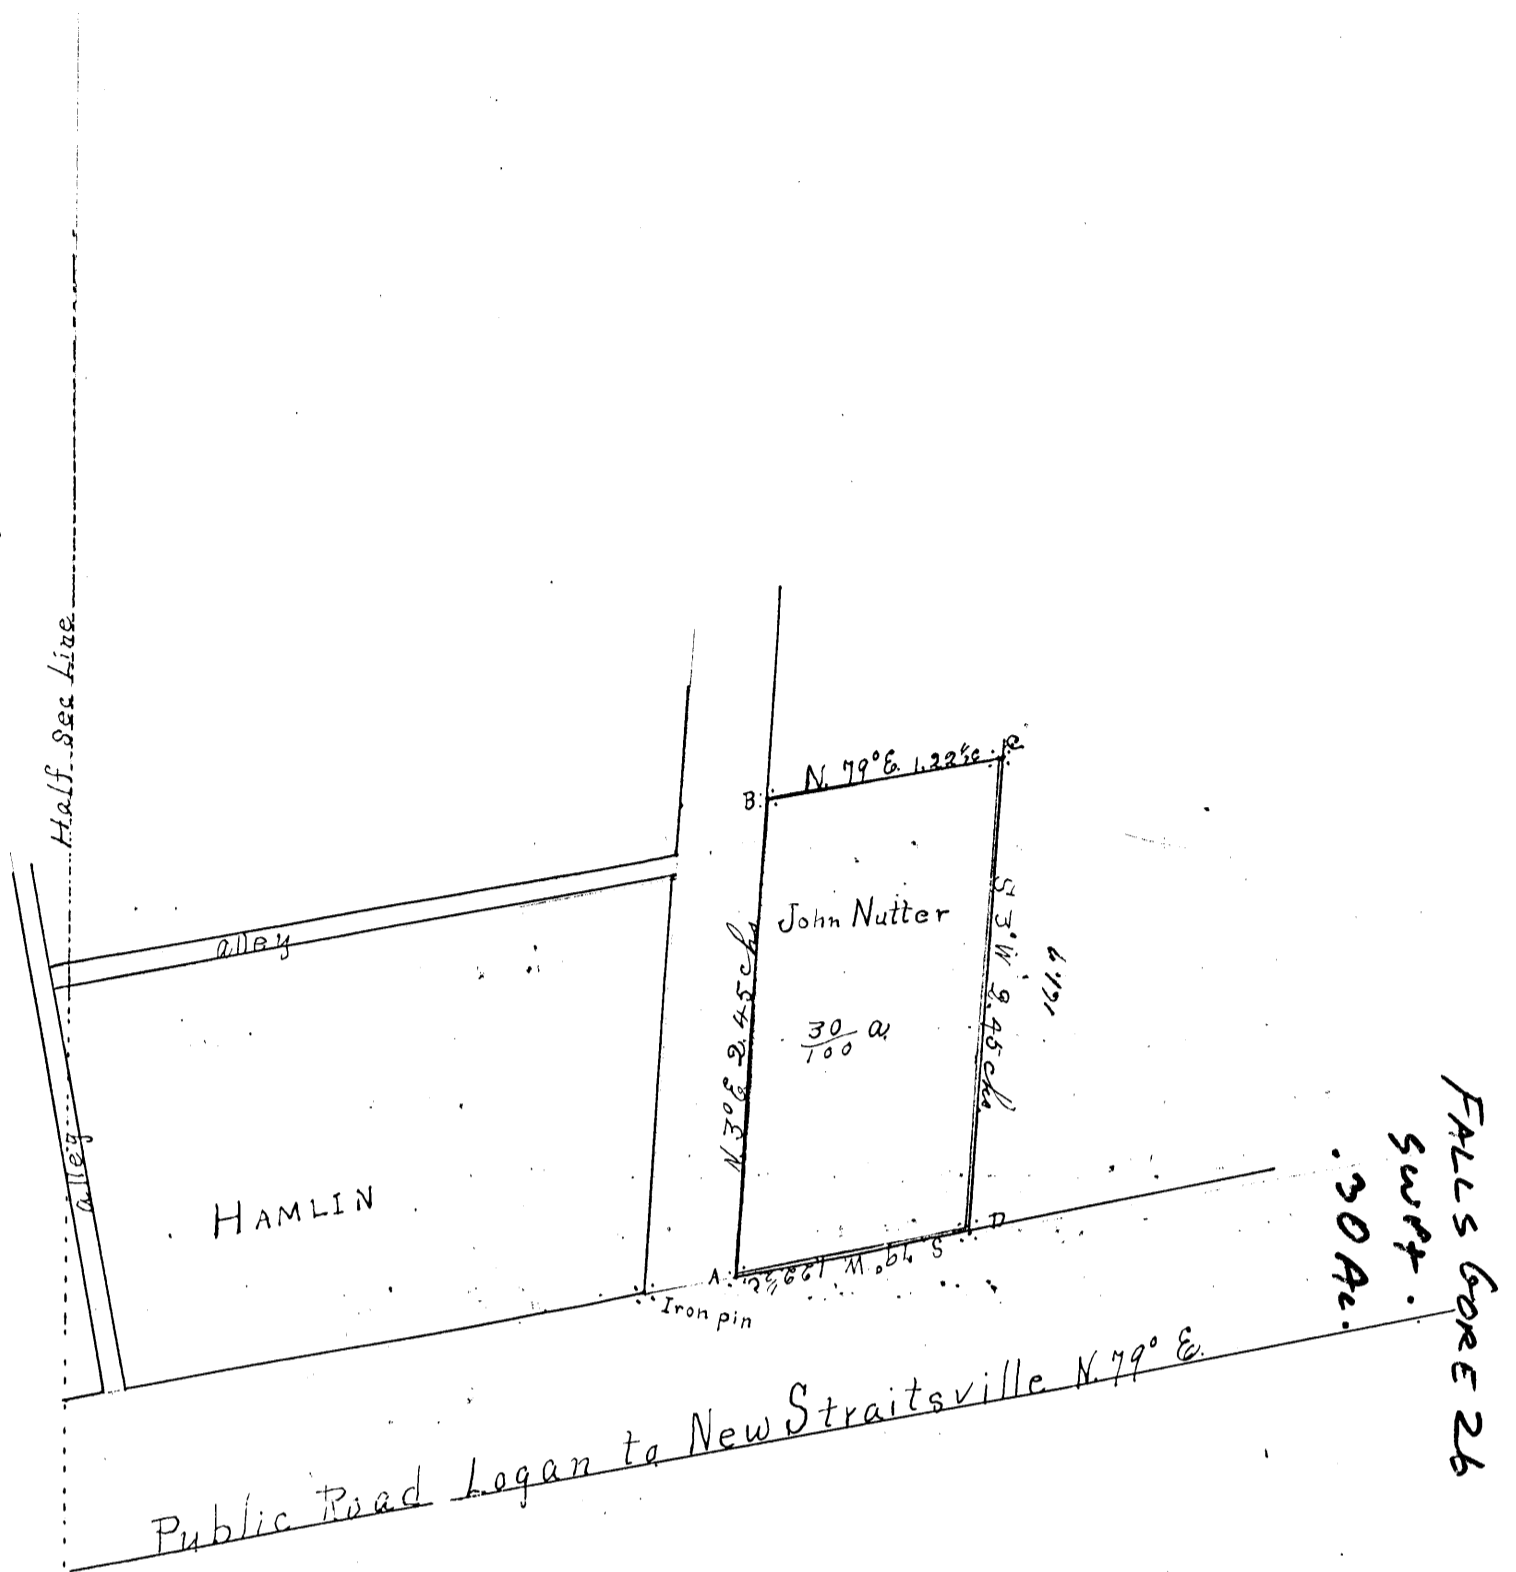 Half Sec Line
B
N. 79° E. 1.22½ c
C
alley
John Nutter
30/100 a
N. 3° E 2.45 chs
S 3° W 2.45 chs
alley
HAMLIN
A
S. 79° W. 1.22½ c
D
Iron pin
Public Road Logan to New Straitsville N. 79° E.
FALLS GORE 26
SW Pt.
.30 Ac.